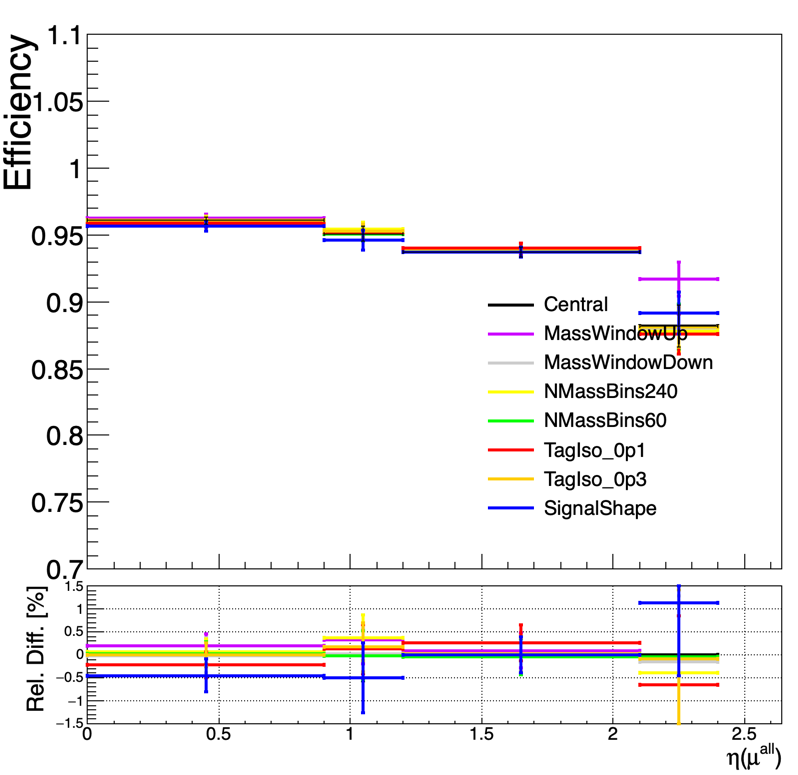 Efficiency
1.1
1.05
1
0.95
0.9
0.85
0.8
0.75
0.7
Central
MassWindowUp
MassWindowDown
NMassBins240
NMassBins60
TagIso_0p1
TagIso_0p3
SignalShape
Rel. Diff. [%]
1.5
1
0.5
0
−0.5
−1
−1.5
0 0.5 1 1.5 2 2.5
η(μ^all)